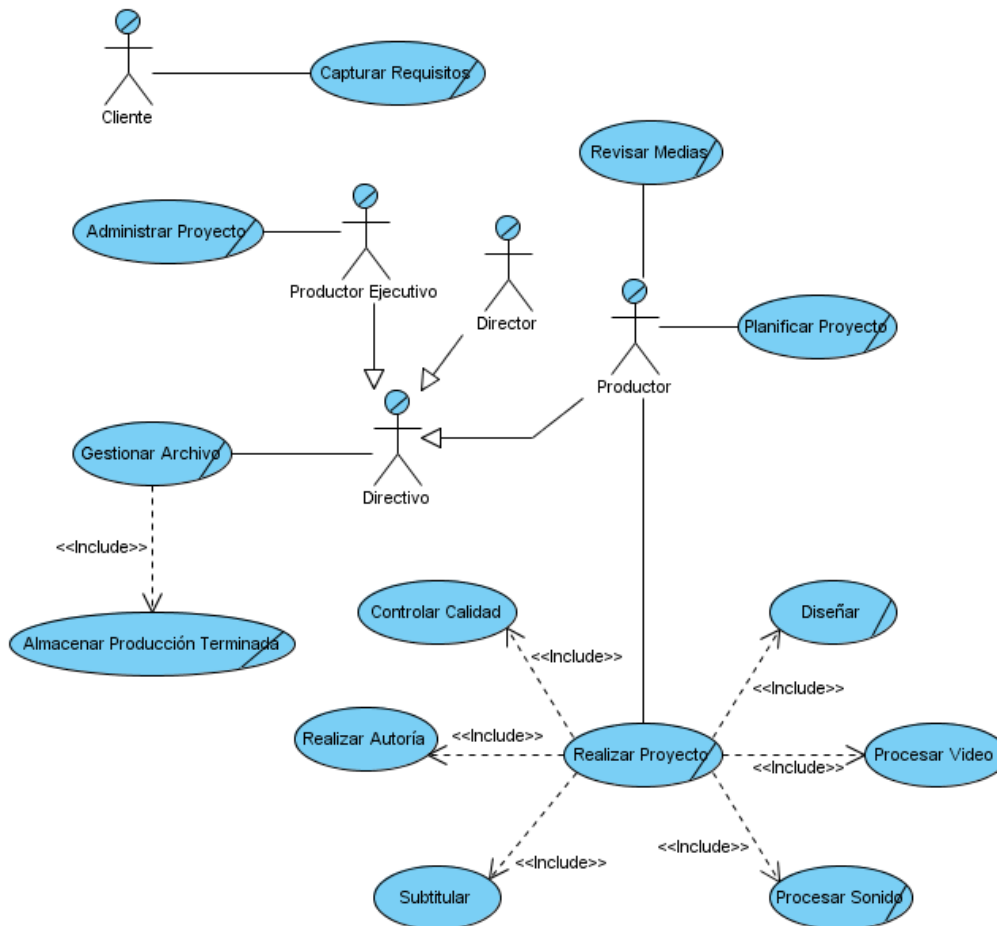 Capturar Requisitos
Cliente
Revisar Medias
Administrar Proyecto
Productor Ejecutivo
Director
Planificar Proyecto
Productor
Gestionar Archivo
Directivo
<<Include>>
Almacenar Producción Terminada
Controlar Calidad
Diseñar
<<Include>>
<<Include>>
Realizar Autoría
<<Include>>
Realizar Proyecto
Procesar Video
<<Include>>
<<Include>>
<<Include>>
Subtitular
Procesar Sonido